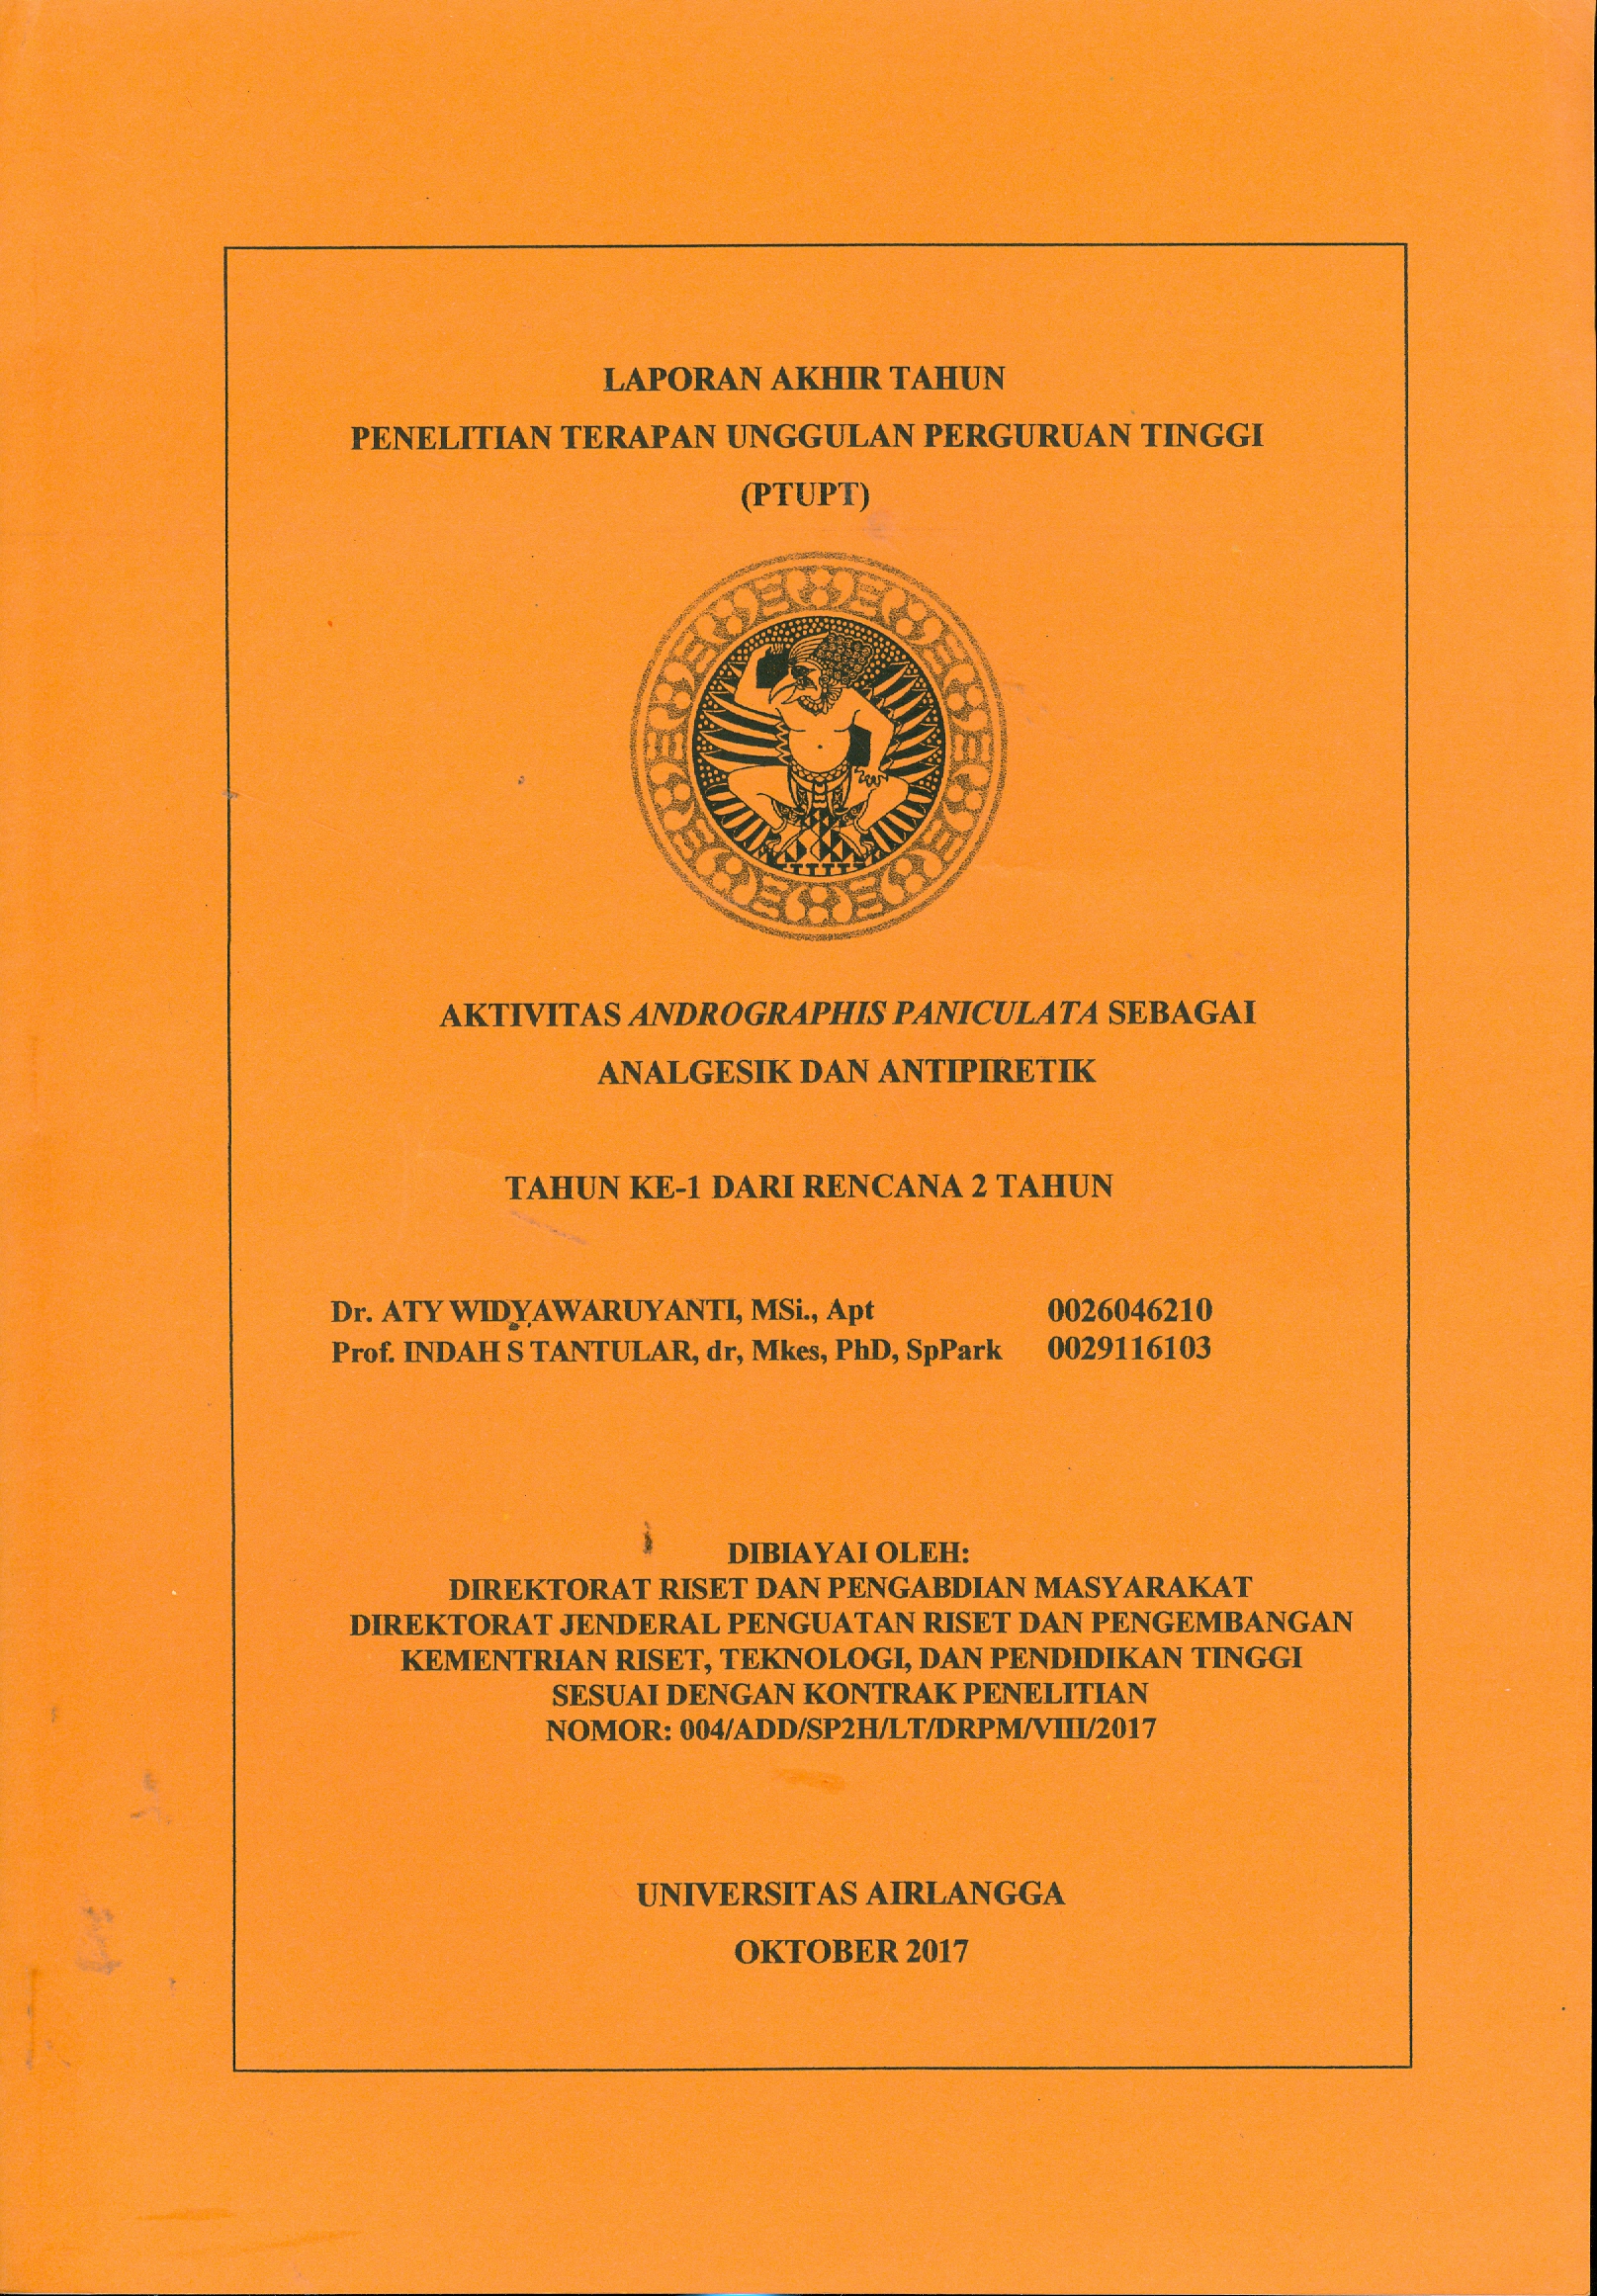 LAPORAN AKHIR TAHUN
PENELITIAN TERAPAN UNGGULAN PERGURUAN TINGGI
(PTUPT)
AKTIVITAS ANDROGRAPHIS PANICULATA SEBAGAI
ANALGESIK DAN ANTIPIRETIK
TAHUN KE-1 DARI RENCANA 2 TAHUN
Dr. ATY WIDYAWARUYANTI, MSi., Apt 0026046210
Prof. INDAH S TANTULAR, dr, Mkes, PhD, SpPark 0029116103
DIBIAYAI OLEH:
DIREKTORAT RISET DAN PENGABDIAN MASYARAKAT
DIREKTORAT JENDERAL PENGUATAN RISET DAN PENGEMBANGAN
KEMENTRIAN RISET, TEKNOLOGI, DAN PENDIDIKAN TINGGI
SESUAI DENGAN KONTRAK PENELITIAN
NOMOR: 004/ADD/SP2H/LT/DRPM/VIII/2017
UNIVERSITAS AIRLANGGA
OKTOBER 2017